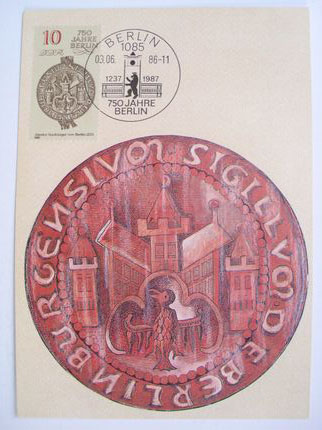 10
DDR
750
JAHRE
BERLIN
BERLIN
1085
03.06. 86-11
1237 1987
750 JAHRE
BERLIN
SIGILLVM DE BERLIN BURGENSIVM